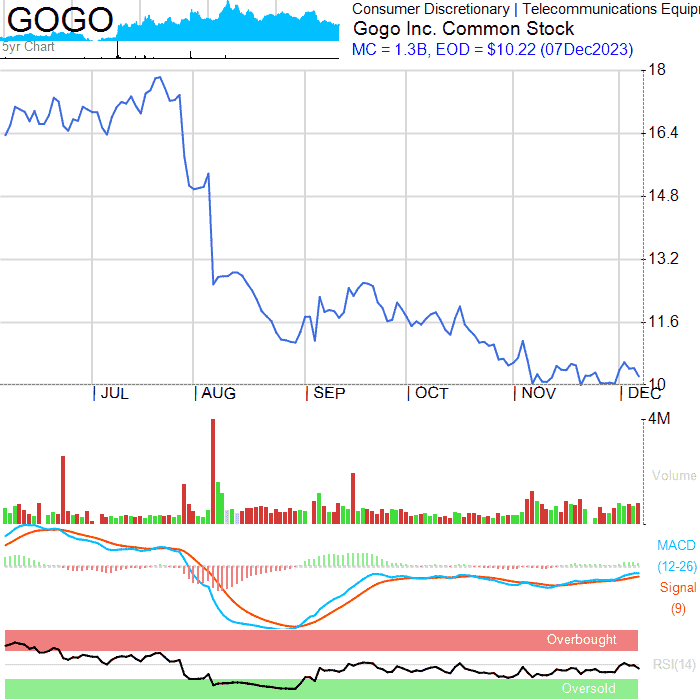 GOGO
5yr Chart
Consumer Discretionary | Telecommunications Equip
Gogo Inc. Common Stock
MC = 1.3B, EOD = $10.22 (07Dec2023)
18
16.4
14.8
13.2
11.6
10
JUL AUG SEP OCT NOV DEC
4M
Volume
MACD
(12-26)
Signal
(9)
Overbought
RSI(14)
Oversold